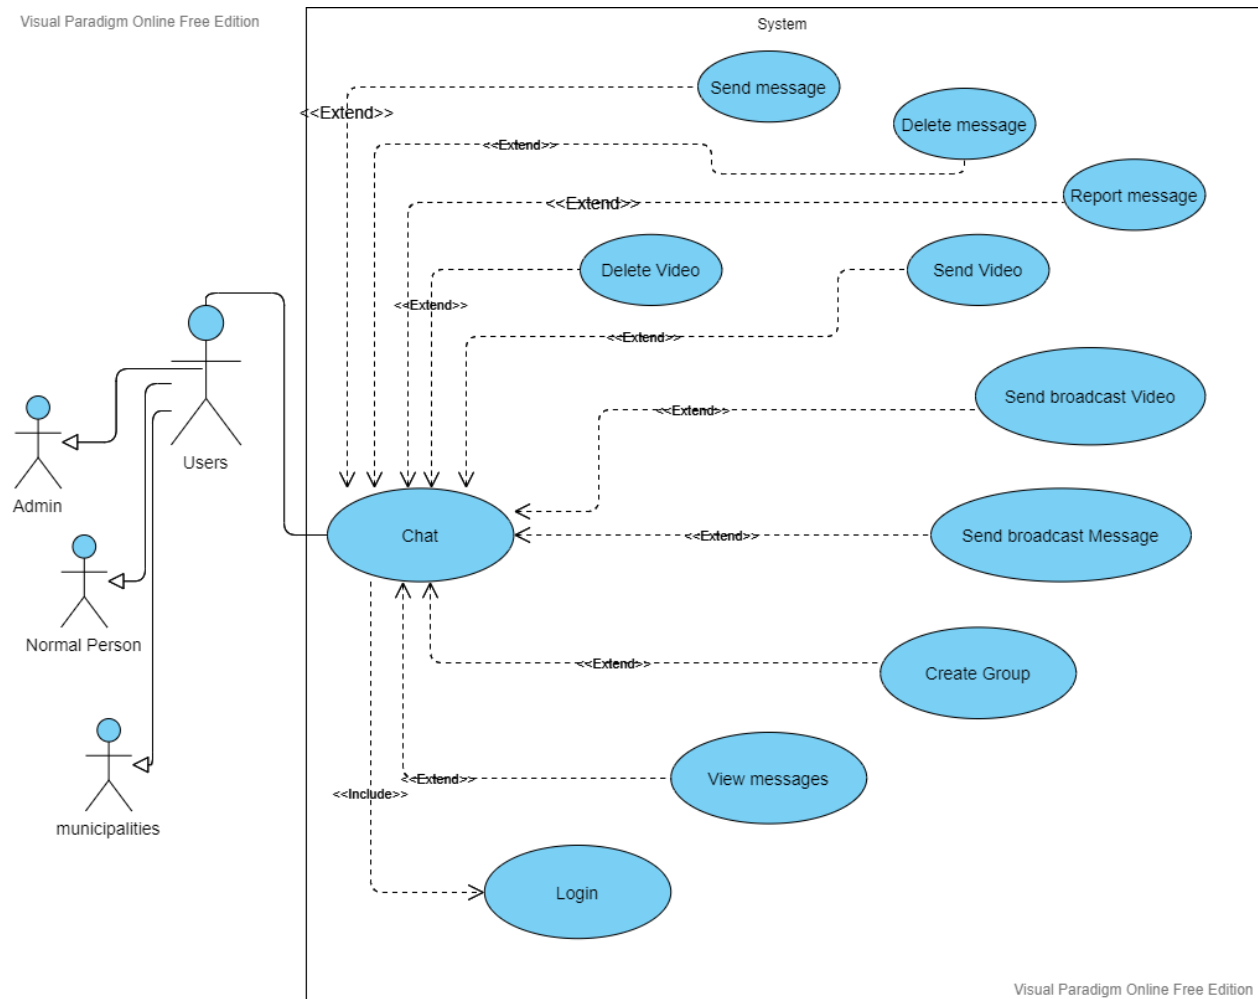 Visual Paradigm Online Free Edition
System
Send message
<<Extend>>
Delete message
<<Extend>>
Report message
<<Extend>>
Delete Video
Send Video
<<Extend>>
<<Extend>>
Send broadcast Video
<<Extend>>
Users
Admin
Chat
Send broadcast Message
<<Extend>>
Normal Person
<<Extend>>
Create Group
View messages
<<Extend>>
<<Include>>
municipalities
Login
Visual Paradigm Online Free Edition